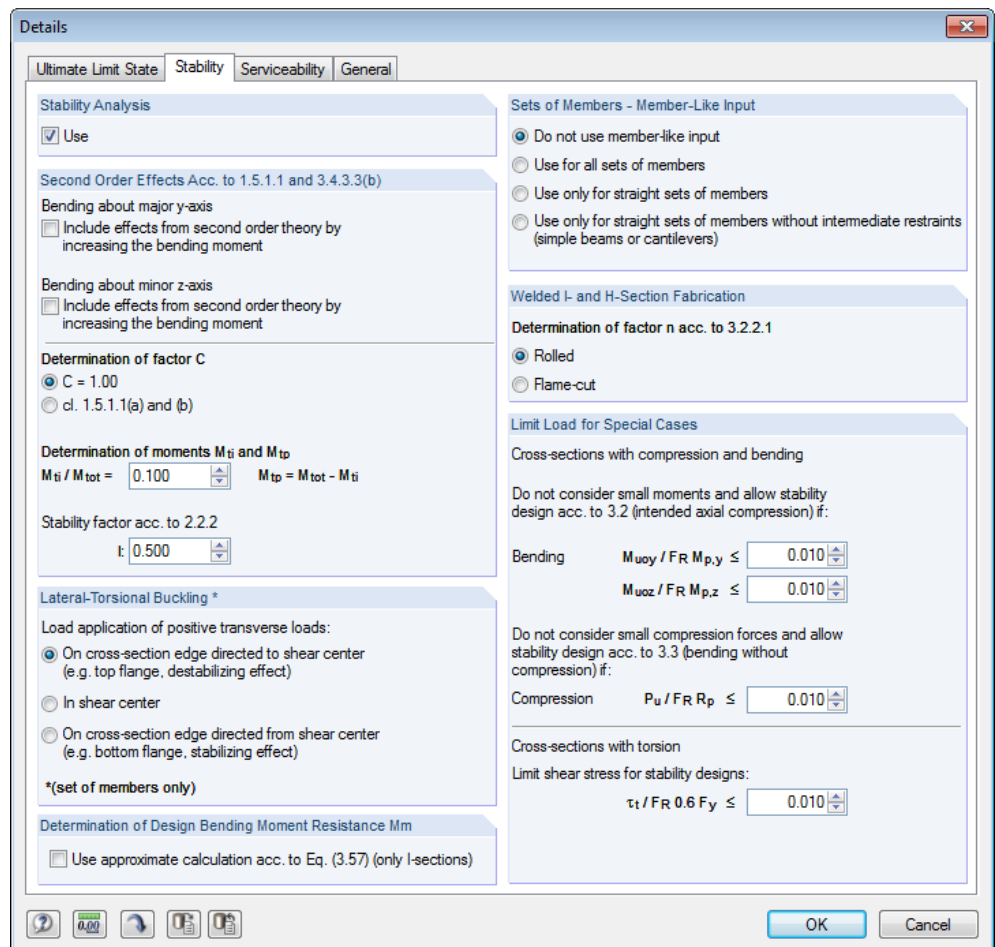 Details
Ultimate Limit State Stability Serviceability General
Stability Analysis
Use
Second Order Effects Acc. to 1.5.1.1 and 3.4.3.3(b)
Bending about major y-axis
Include effects from second order theory by
increasing the bending moment
Bending about minor z-axis
Include effects from second order theory by
increasing the bending moment
Determination of factor C
C = 1.00
cl. 1.5.1.1(a) and (b)
Determination of moments Mti and Mtp
Mti / Mtot = 0.100 Mtp = Mtot - Mti
Stability factor acc. to 2.2.2
I: 0.500
Lateral-Torsional Buckling *
Load application of positive transverse loads:
On cross-section edge directed to shear center
(e.g. top flange, destabilizing effect)
In shear center
On cross-section edge directed from shear center
(e.g. bottom flange, stabilizing effect)
*(set of members only)
Determination of Design Bending Moment Resistance Mm
Use approximate calculation acc. to Eq. (3.57) (only I-sections)
Sets of Members - Member-Like Input
Do not use member-like input
Use for all sets of members
Use only for straight sets of members
Use only for straight sets of members without intermediate restraints
(simple beams or cantilevers)
Welded I- and H-Section Fabrication
Determination of factor n acc. to 3.2.2.1
Rolled
Flame-cut
Limit Load for Special Cases
Cross-sections with compression and bending
Do not consider small moments and allow stability
design acc. to 3.2 (intended axial compression) if:
Bending Muoy / FR Mp,y ≤ 0.010
Muoz / FR Mp,z ≤ 0.010
Do not consider small compression forces and allow
stability design acc. to 3.3 (bending without
compression) if:
Compression Pu / FR Rp ≤ 0.010
Cross-sections with torsion
Limit shear stress for stability designs:
τt / FR 0.6 Fy ≤ 0.010
0.00
OK Cancel